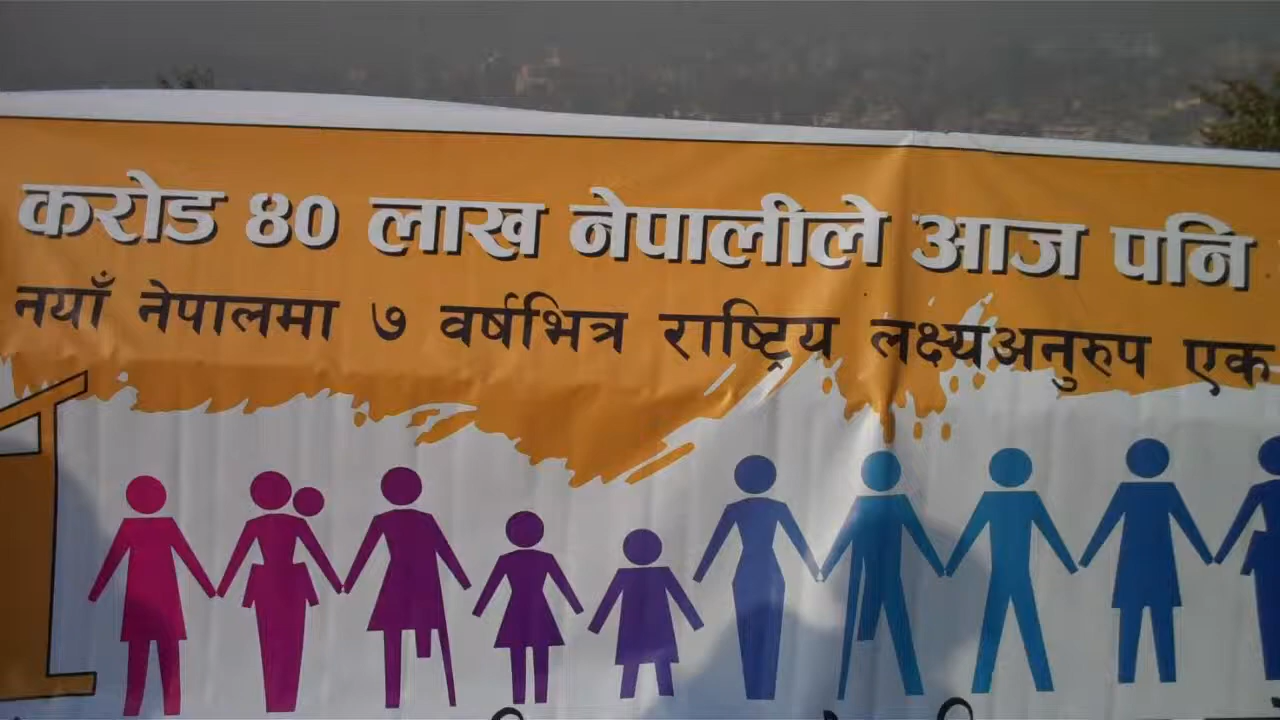 करोड ४० लाख नेपालीले आज पनि
नयाँ नेपालमा ७ वर्षभित्र राष्ट्रिय लक्ष्यअनुरुप एक